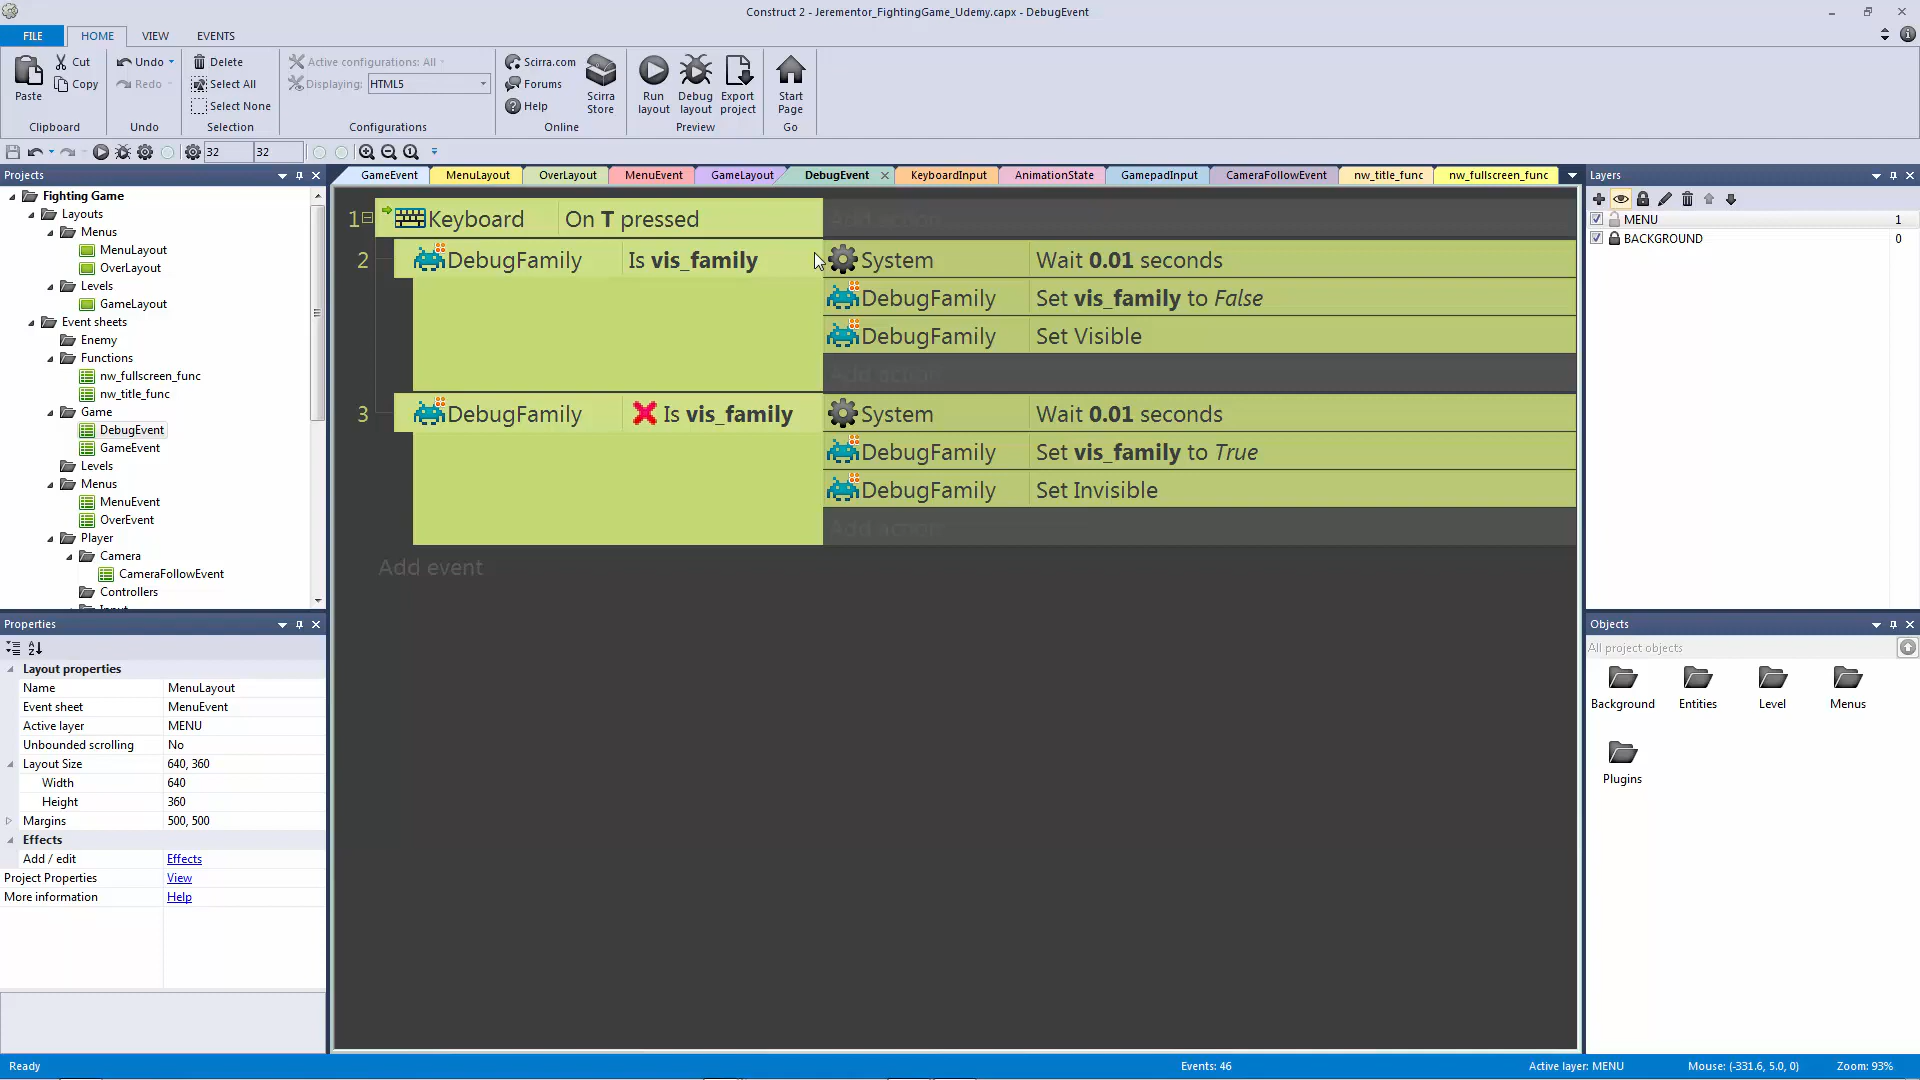 Construct 2 - Jerementor_FightingGame_Udemy.capx - DebugEvent
FILE HOME VIEW EVENTS
Paste
Cut
Copy
Clipboard
Undo
Redo
Undo
Delete
Select All
Select None
Selection
Active configurations: All
Displaying: HTML5
Configurations
Scirra.com
Forums
Help
Scirra Store
Online
Run layout
Debug layout
Export project
Preview
Start Page
Go
32 32
Projects
Fighting Game
Layouts
Menus
MenuLayout
OverLayout
Levels
GameLayout
Event sheets
Enemy
Functions
nw_fullscreen_func
nw_title_func
Game
DebugEvent
GameEvent
Levels
Menus
MenuEvent
OverEvent
Player
Camera
CameraFollowEvent
Controllers
Input
Properties
Layout properties
Name MenuLayout
Event sheet MenuEvent
Active layer MENU
Unbounded scrolling No
Layout Size 640, 360
Width 640
Height 360
Margins 500, 500
Effects
Add / edit Effects
Project Properties View
More information Help
GameEvent MenuLayout OverLayout MenuEvent GameLayout DebugEvent KeyboardInput AnimationState GamepadInput CameraFollowEvent nw_title_func nw_fullscreen_func
1 Keyboard On T pressed Add action
2 DebugFamily Is vis_family System Wait 0.01 seconds
DebugFamily Set vis_family to False
DebugFamily Set Visible
Add action
3 DebugFamily Is vis_family System Wait 0.01 seconds
DebugFamily Set vis_family to True
DebugFamily Set Invisible
Add action
Add event
Layers
MENU 1
BACKGROUND 0
Objects
All project objects
Background Entities Level Menus
Plugins
Ready Events: 46 Active layer: MENU Mouse: (-331.6, 5.0, 0) Zoom: 93%